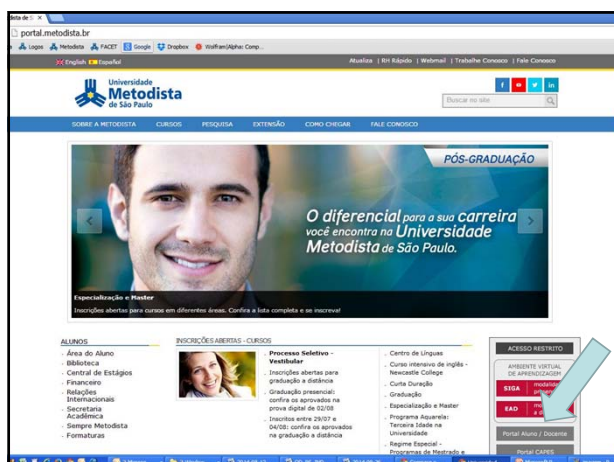 portal.metodista.br
Logos Metodista FACET Google Dropbox Wolfram|Alpha: Comp...
English Español
Atualiza | RH Rápido | Webmail | Trabalhe Conosco | Fale Conosco
Universidade
Metodista
de São Paulo
Buscar no site
SOBRE A METODISTA CURSOS PESQUISA EXTENSÃO COMO CHEGAR FALE CONOSCO
PÓS-GRADUAÇÃO
O diferencial para a sua carreira
você encontra na Universidade
Metodista de São Paulo.
Especialização e Master
Inscrições abertas para cursos em diferentes áreas. Confira a lista completa e se inscreva!
ALUNOS
Área do Aluno
Biblioteca
Central de Estágios
Financeiro
Relações
Internacionais
Secretaria
Acadêmica
Sempre Metodista
Formaturas
INSCRIÇÕES ABERTAS - CURSOS
Processo Seletivo -
Vestibular
Inscrições abertas para
graduação a distância
Graduação presencial:
confira os aprovados na
prova digital de 02/08
Inscritos entre 29/07 e
04/08: confira os aprovados
na graduação a distância
Centro de Línguas
Curso intensivo de inglês -
Newcastle College
Curta Duração
Graduação
Especialização e Master
Programa Aquarela:
Terceira Idade na
Universidade
Regime Especial -
Programas de Mestrado e
ACESSO RESTRITO
AMBIENTE VIRTUAL
DE APRENDIZAGEM
SIGA
EAD
Portal Aluno / Docente
Portal CAPES